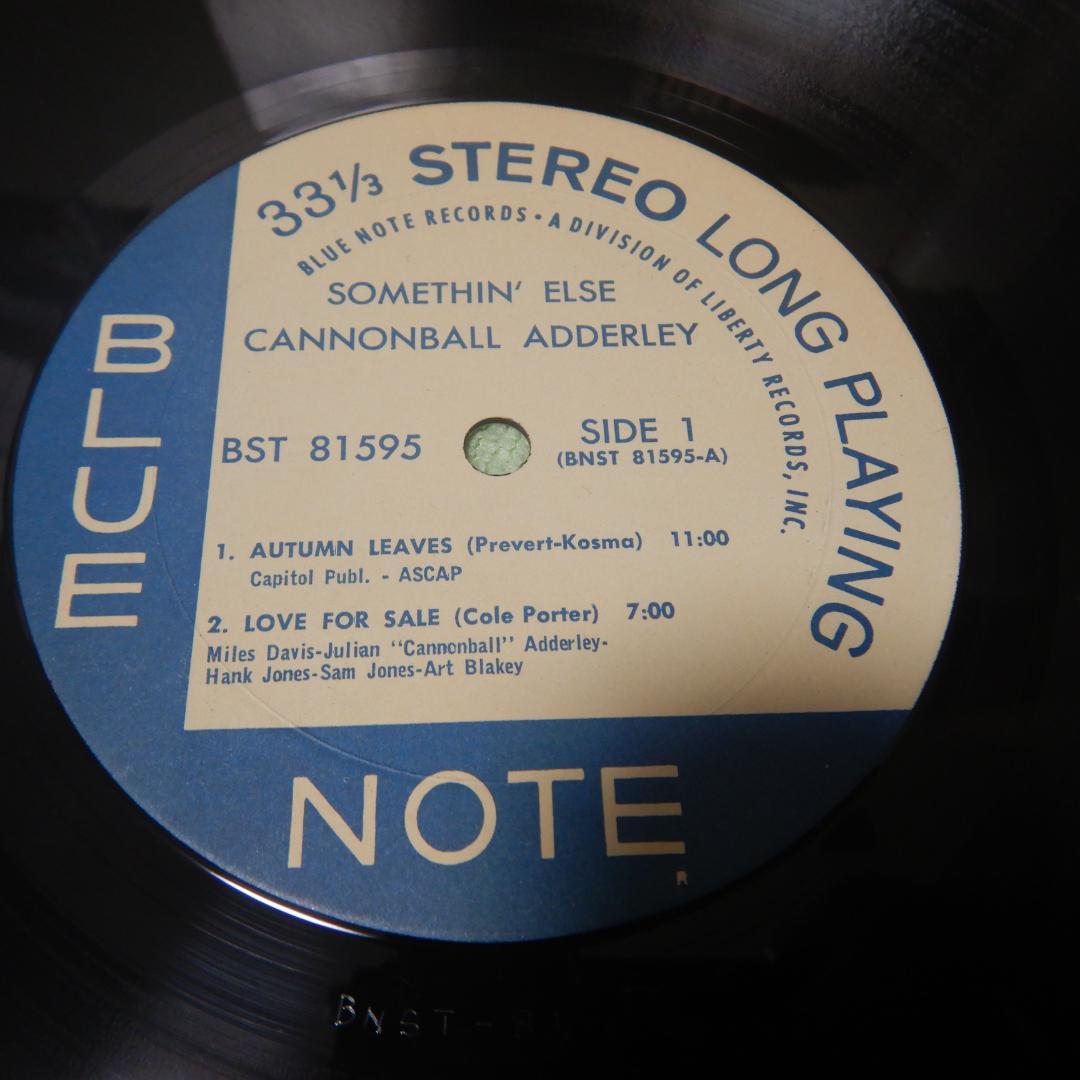 33⅓ STEREO LONG PLAYING
BLUE NOTE RECORDS • A DIVISION OF LIBERTY RECORDS, INC.
SOMETHIN' ELSE
CANNONBALL ADDERLEY
BST 81595
SIDE 1
(BNST 81595-A)
1. AUTUMN LEAVES (Prevert-Kosma) 11:00
Capitol Publ. - ASCAP
2. LOVE FOR SALE (Cole Porter) 7:00
Miles Davis-Julian "Cannonball" Adderley-
Hank Jones-Sam Jones-Art Blakey
BLUE
NOTE
R
BNST-